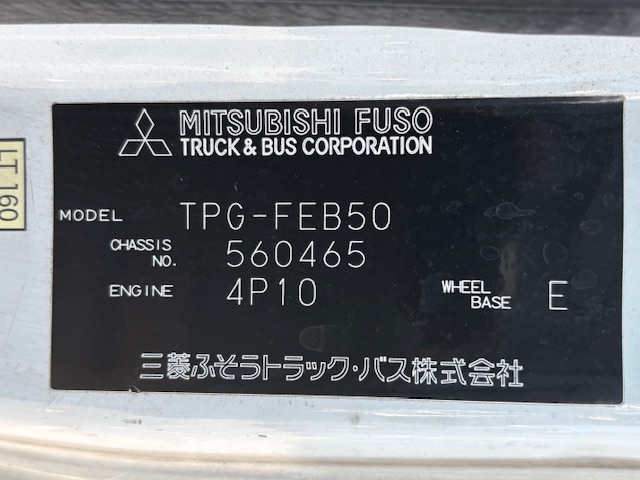 MITSUBISHI FUSO
TRUCK & BUS CORPORATION
LT 160
MODEL TPG-FEB50
CHASSIS NO. 560465
ENGINE 4P10 WHEEL BASE E
三菱ふそうトラック・バス株式会社